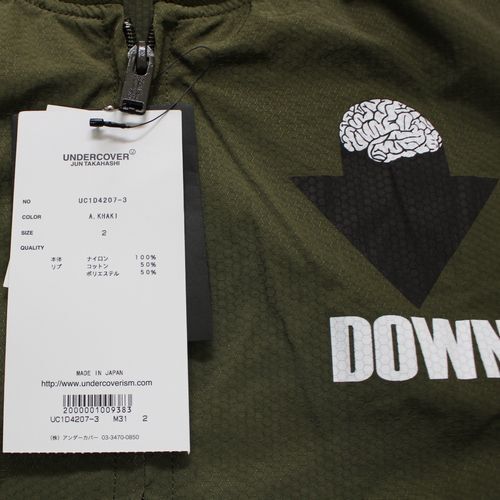 UNDERCOVER
JUN TAKAHASHI
NO UC1D4207-3
COLOR A.KHAKI
SIZE 2
QUALITY
本体 ナイロン 100%
リブ コットン 50%
ポリエステル 50%
MADE IN JAPAN
http://www.undercoverism.com
2000001009383
UC1D4207-3 M31 2
(株) アンダーカバー 03-3470-0850
DOWN